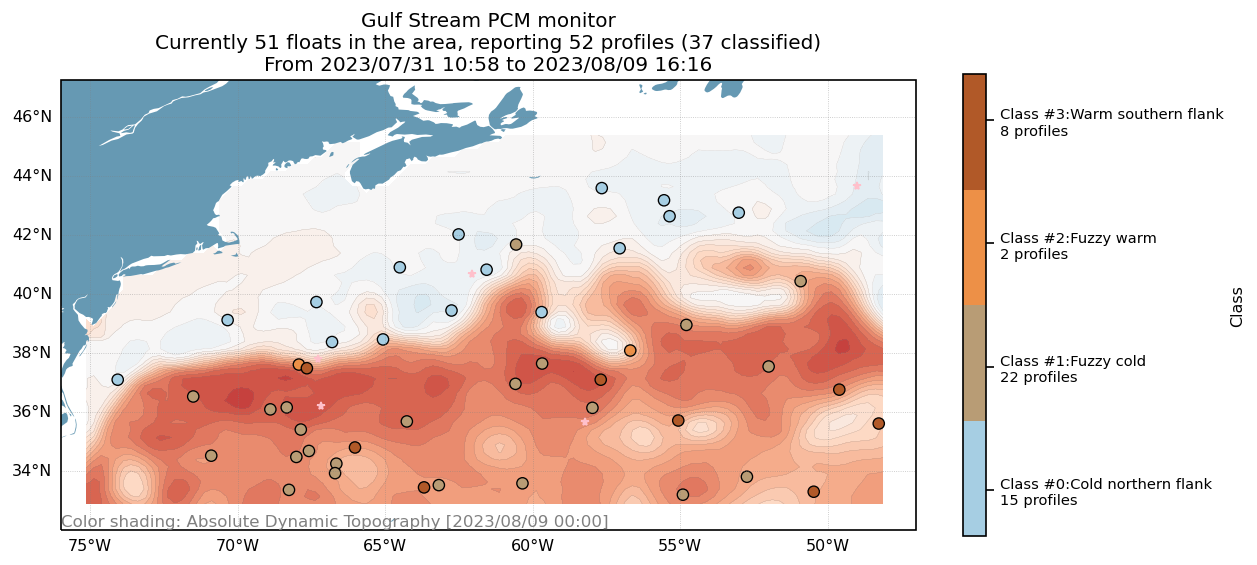 Gulf Stream PCM monitor
Currently 51 floats in the area, reporting 52 profiles (37 classified)
From 2023/07/31 10:58 to 2023/08/09 16:16
46°N
44°N
42°N
40°N
38°N
36°N
34°N
Color shading: Absolute Dynamic Topography [2023/08/09 00:00]
75°W
70°W
65°W
60°W
55°W
50°W
Class #3:Warm southern flank
8 profiles
Class #2:Fuzzy warm
2 profiles
Class #1:Fuzzy cold
22 profiles
Class #0:Cold northern flank
15 profiles
Class